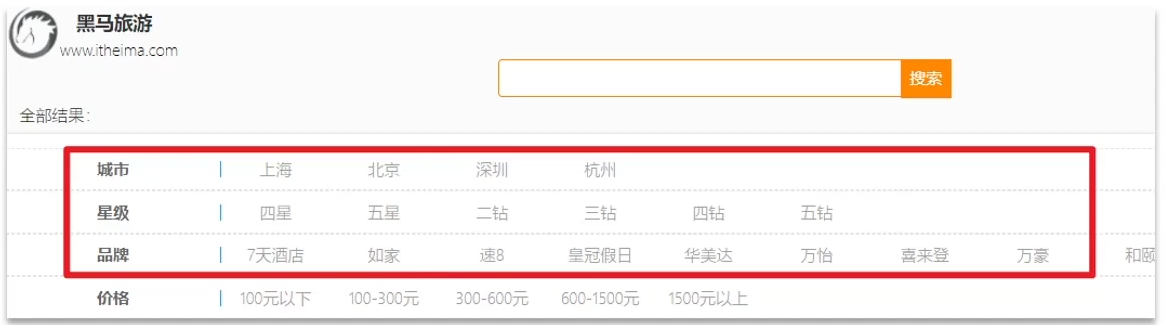 黑马旅游
www.itheima.com
搜索
全部结果：
城市 上海 北京 深圳 杭州
星级 四星 五星 二钻 三钻 四钻 五钻
品牌 7天酒店 如家 速8 皇冠假日 华美达 万怡 喜来登 万豪 和颐
价格 100元以下 100-300元 300-600元 600-1500元 1500元以上